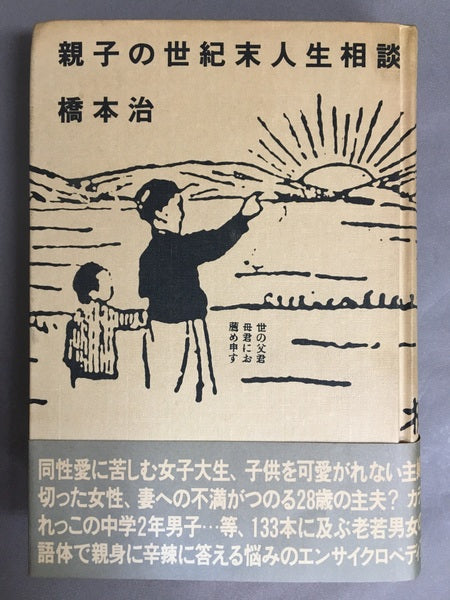 親子の世紀末人生相談
橋本治
世の父君
母君にお
薦め申す
同性愛に苦しむ女子大生、子供を可愛がれない主
切った女性、妻への不満がつのる28歳の主夫? カ
れっこの中学2年男子…等、133本に及ぶ老若男女
語体で親身に辛辣に答える悩みのエンサイクロペデ